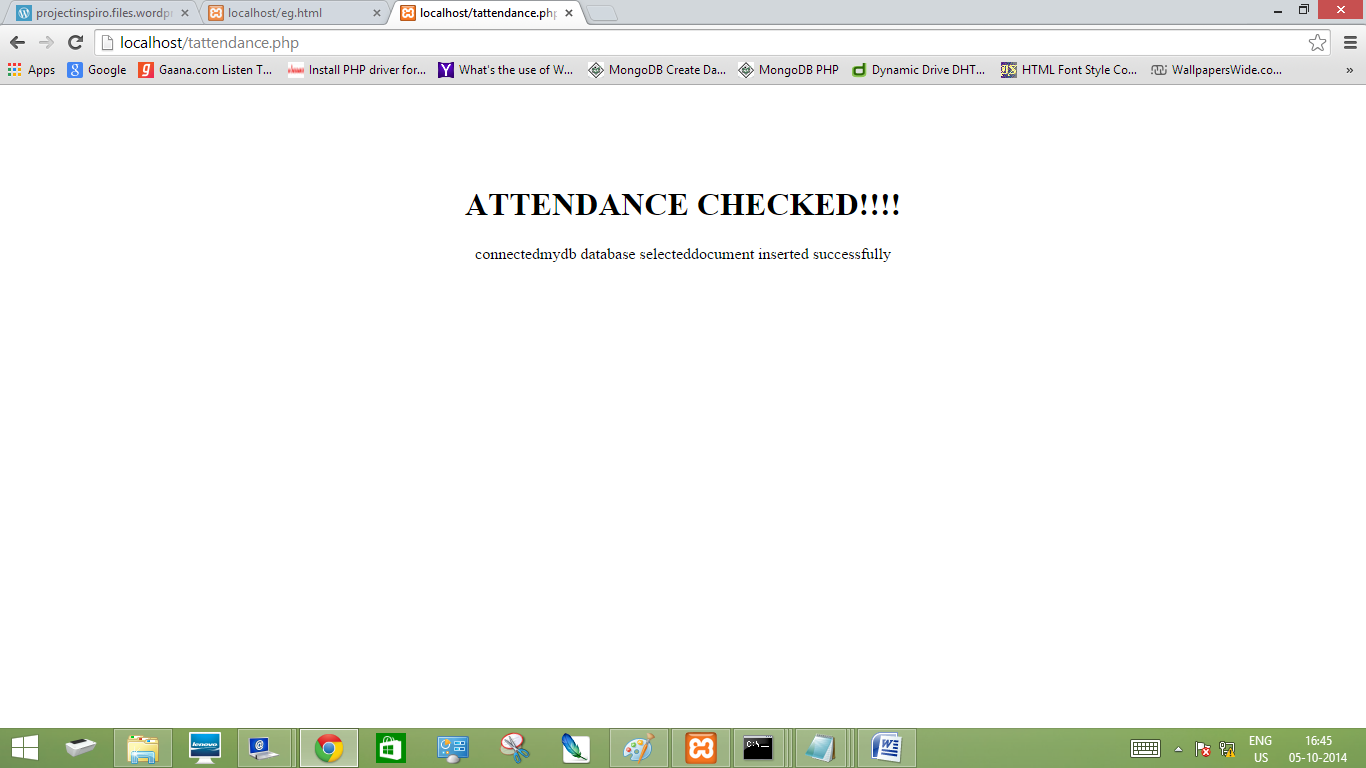 projectinspiro.files.wordpr
localhost/eg.html
localhost/tattendance.php
localhost/tattendance.php
Apps
Google
Gaana.com Listen T...
Install PHP driver for...
What's the use of W...
MongoDB Create Da...
MongoDB PHP
Dynamic Drive DHT...
HTML Font Style Co...
WallpapersWide.co...
»
ATTENDANCE CHECKED!!!!
connectedmydb database selecteddocument inserted successfully
lenovo
C:\
ENG
US
16:45
05-10-2014